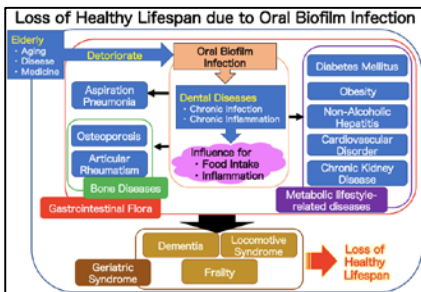 Loss of Healthy Lifespan due to Oral Biofilm Infection
Elderly
・Aging
・Disease
・Medicine
Detoriorate
Oral Biofilm
Infection
Aspiration
Pneumonia
Dental Diseases
・Chronic Infection
・Chronic Inflammation
Osteoporosis
Articular
Rheumatism
Bone Diseases
Influence for
・Food Intake
・Inflammation
Gastrointestinal Flora
Diabetes Mellitus
Obesity
Non-Alcoholic
Hepatitis
Cardiovascular
Disorder
Chronic Kidney
Disease
Metabolic lifestyle-
related diseases
Dementia
Locomotive
Syndrome
Frailty
Geriatric
Syndrome
Loss of
Healthy
Lifespan